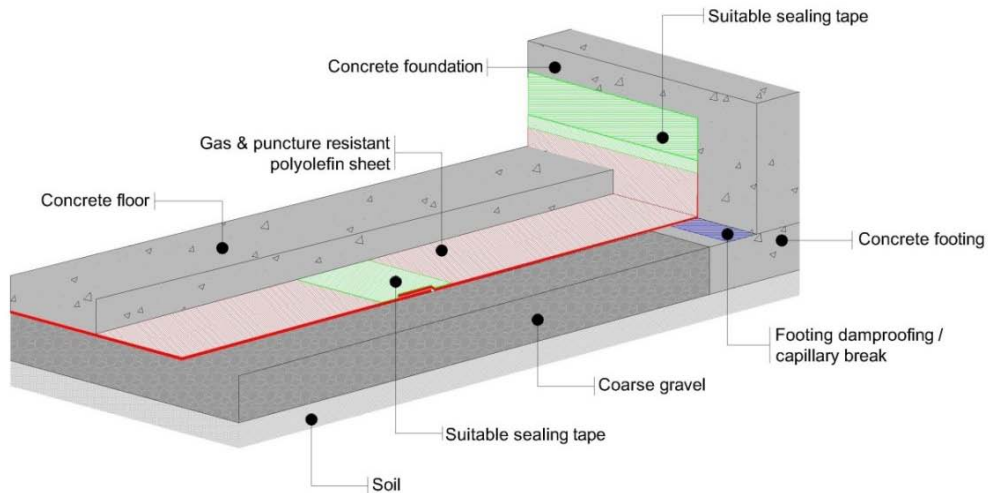 Suitable sealing tape
Concrete foundation
Gas & puncture resistant
polyolefin sheet
Concrete floor
Concrete footing
Footing damproofing /
capillary break
Coarse gravel
Suitable sealing tape
Soil